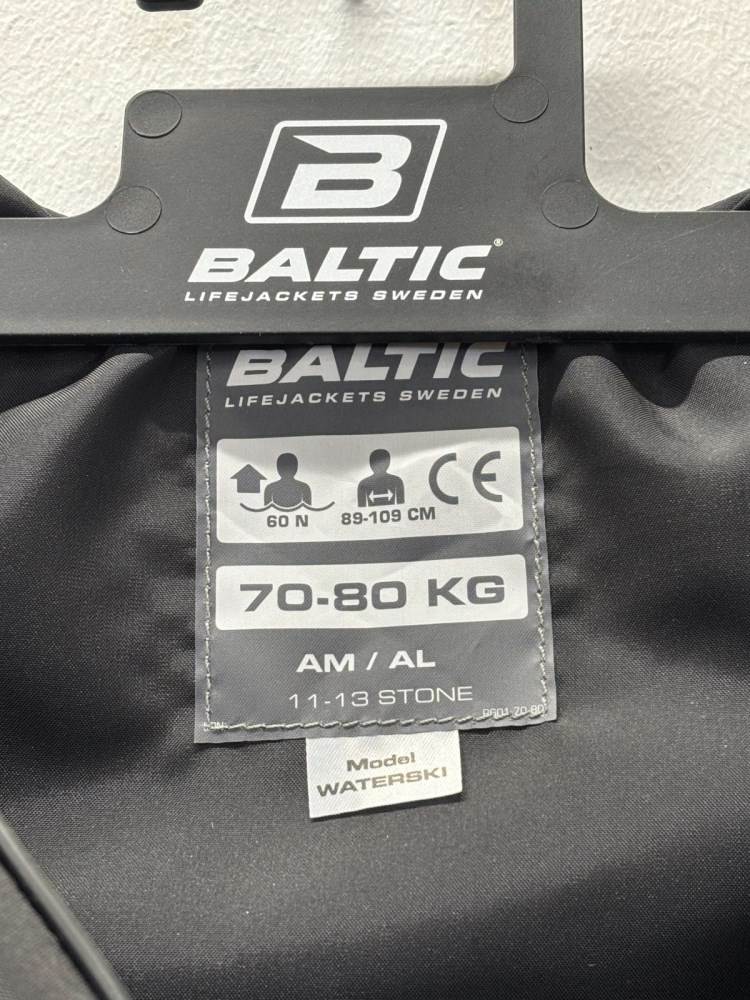 B
BALTIC®
LIFEJACKETS SWEDEN
BALTIC
LIFEJACKETS SWEDEN
60 N
89-109 CM
CE
70-80 KG
AM / AL
11-13 STONE
Model
WATERSKI